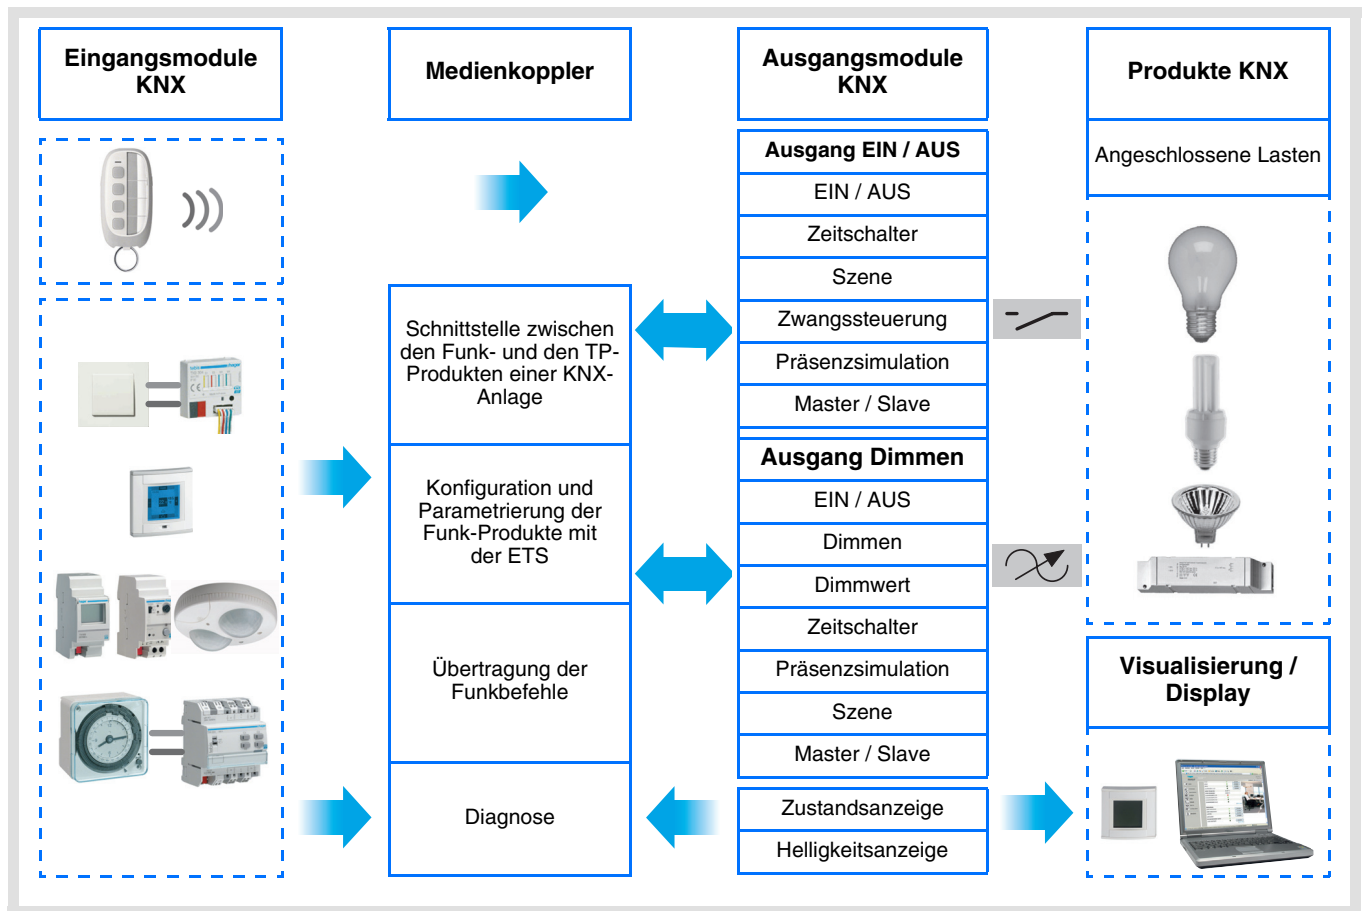 Eingangsmodule
KNX
Medienkoppler
Ausgangsmodule
KNX
Produkte KNX
Angeschlossene Lasten
Schnittstelle zwischen
den Funk- und den TP-
Produkten einer KNX-
Anlage
Konfiguration und
Parametrierung der
Funk-Produkte mit
der ETS
Übertragung der
Funkbefehle
Diagnose
Ausgang EIN / AUS
EIN / AUS
Zeitschalter
Szene
Zwangssteuerung
Präsenzsimulation
Master / Slave
Ausgang Dimmen
EIN / AUS
Dimmen
Dimmwert
Zeitschalter
Präsenzsimulation
Szene
Master / Slave
Zustandsanzeige
Helligkeitsanzeige
Visualisierung /
Display